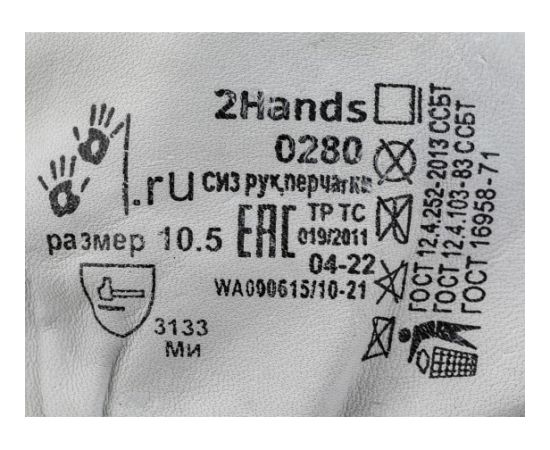 2Hands
0280
.ru сиз рук,перчатки
размер 10.5
EAC
ТР ТС
019/2011
04-22
WA090615/10-21
3133
Ми
ГОСТ 12.4.252-2013 ССБТ
ГОСТ 12.4.103-83 ССБТ
ГОСТ 16958-71